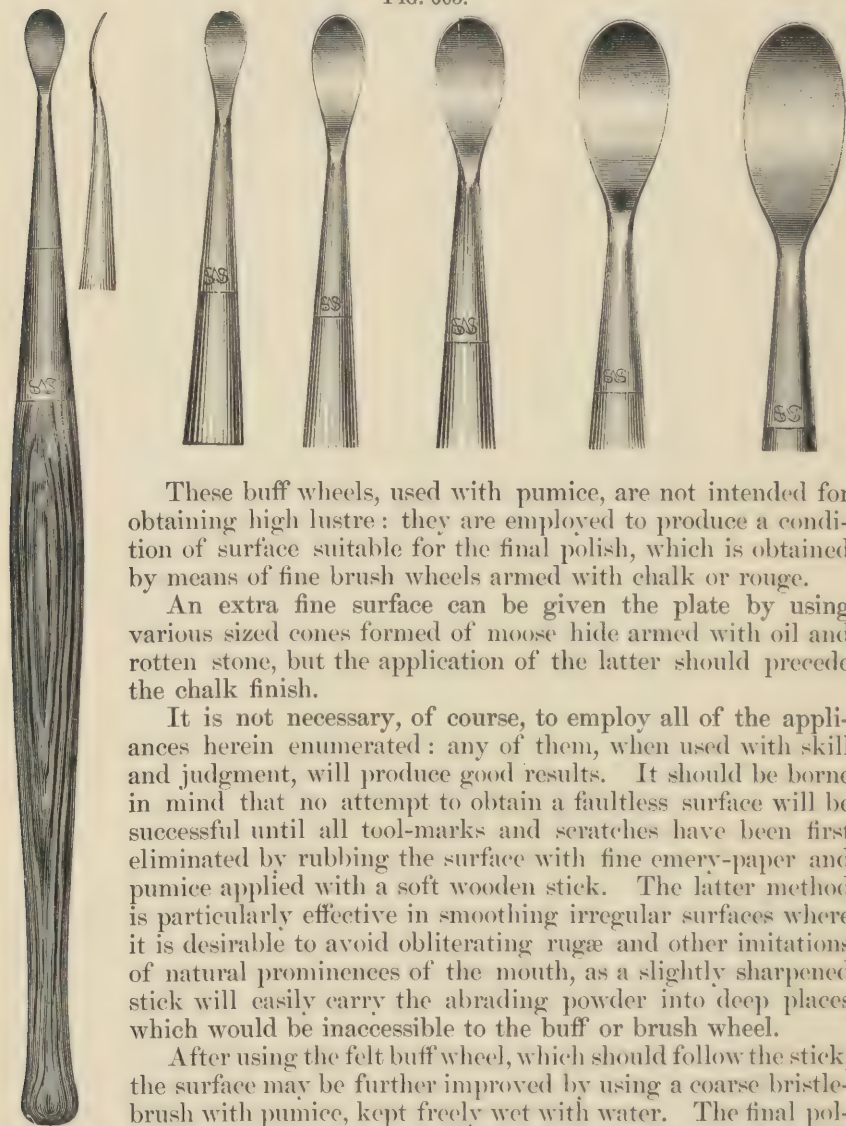 FIG. 605.
SAS
SAS
SAS
SAS
SAS
SS
These buff wheels, used with pumice, are not intended for
obtaining high lustre: they are employed to produce a condi-
tion of surface suitable for the final polish, which is obtained
by means of fine brush wheels armed with chalk or rouge.
An extra fine surface can be given the plate by using
various sized cones formed of moose hide armed with oil and
rotten stone, but the application of the latter should precede
the chalk finish.
It is not necessary, of course, to employ all of the appli-
ances herein enumerated: any of them, when used with skill
and judgment, will produce good results. It should be borne
in mind that no attempt to obtain a faultless surface will be
successful until all tool-marks and scratches have been first
eliminated by rubbing the surface with fine emery-paper and
pumice applied with a soft wooden stick. The latter method
is particularly effective in smoothing irregular surfaces where
it is desirable to avoid obliterating rugæ and other imitations
of natural prominences of the mouth, as a slightly sharpened
stick will easily carry the abrading powder into deep places
which would be inaccessible to the buff or brush wheel.
After using the felt buff wheel, which should follow the stick
the surface may be further improved by using a coarse bristle-
brush with pumice, kept freely wet with water. The final pol-